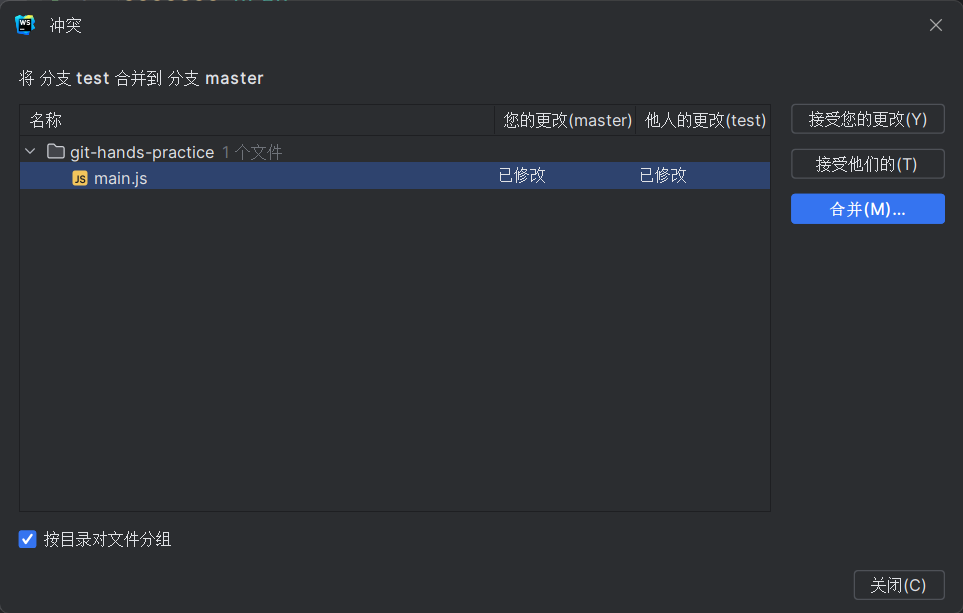 冲突
将 分支 test 合并到 分支 master
名称 您的更改(master) 他人的更改(test)
接受您的更改(Y)
git-hands-practice 1 个文件
接受他们的(T)
JS main.js 已修改 已修改
合并(M)...
按目录对文件分组
关闭(C)